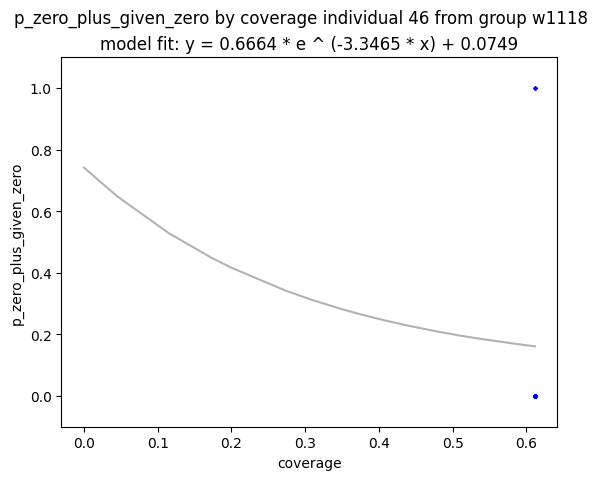 p_zero_plus_given_zero by coverage individual 46 from group w1118
model fit: y = 0.6664 * e ^ (-3.3465 * x) + 0.0749
1.0
0.8
0.6
0.4
0.2
0.0
p_zero_plus_given_zero
0.0 0.1 0.2 0.3 0.4 0.5 0.6
coverage